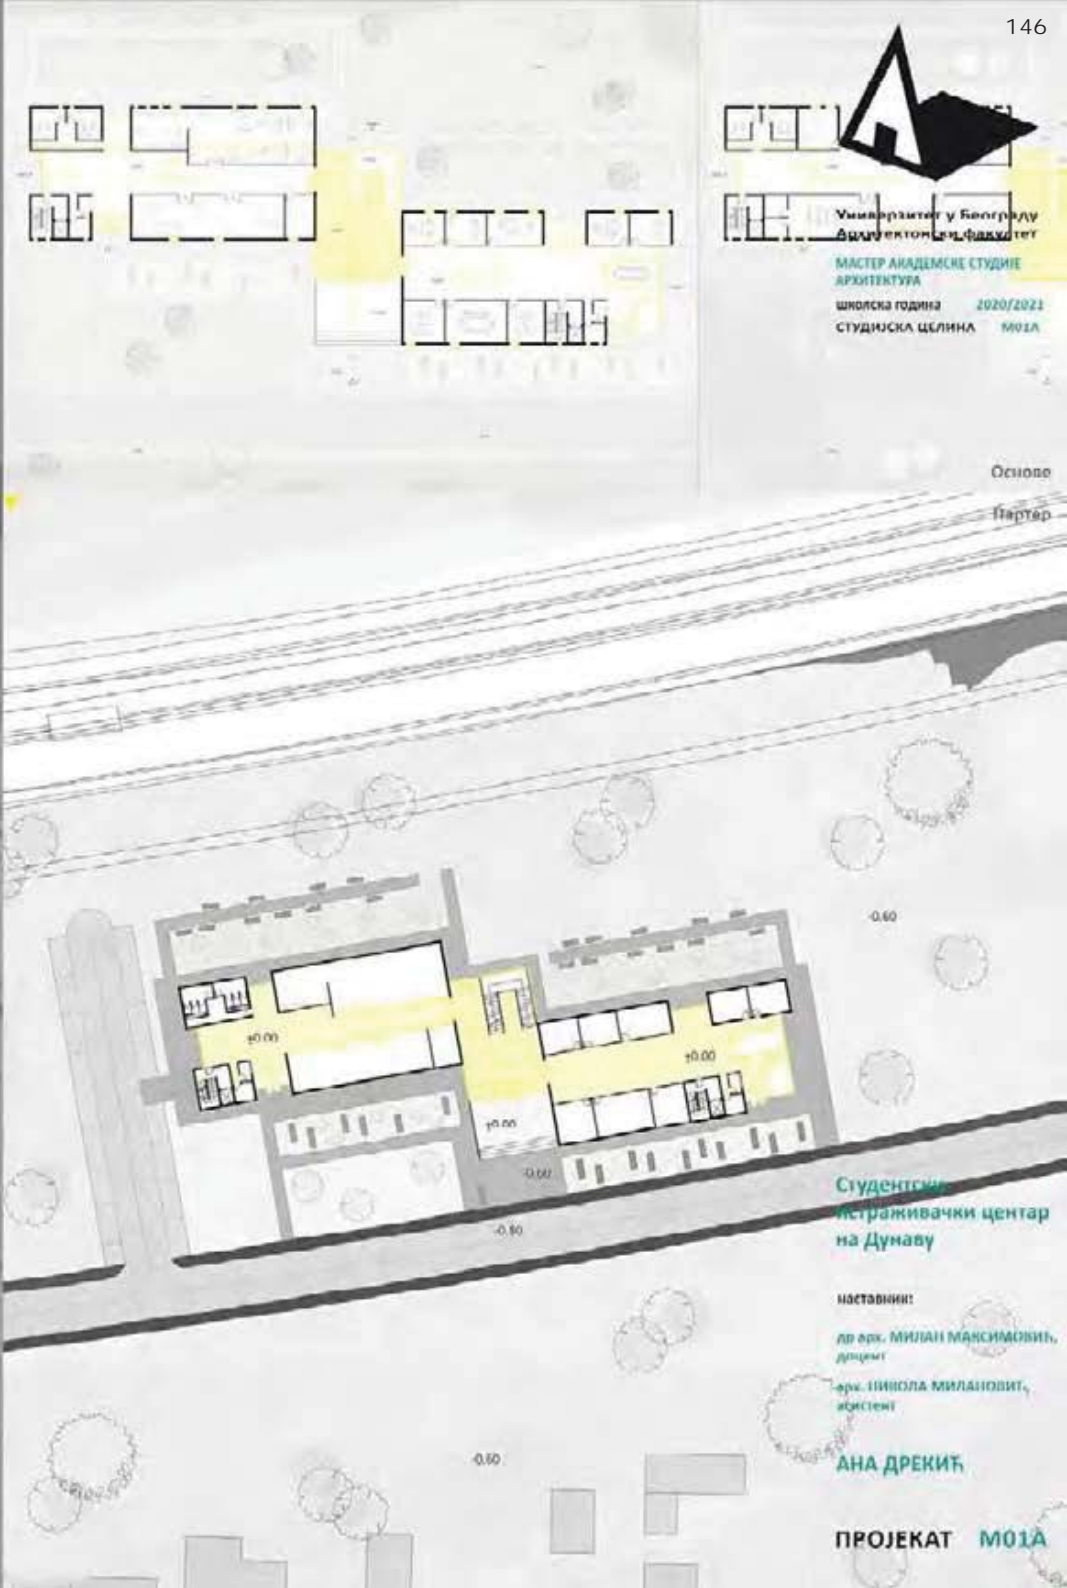 146
Универзитет у Београду
Архитектонски факултет
МАСТЕР АКАДЕМСКЕ СТУДИЈЕ
АРХИТЕКТУРА
школска година 2020/2021
СТУДИЈСКА ЦЕЛИНА М01А
Основе
Партер
-0.60
±0.00
±0.00
±0.00
-0.60
-0.80
Студентски
истраживачки центар
на Дунаву
наставник:
др арх. МИЛАН МАКСИМОВИЋ,
доцент
арх. НИКОЛА МИЛАНОВИЋ,
асистент
-0.60
АНА ДРЕКИЋ
ПРОЈЕКАТ М01А